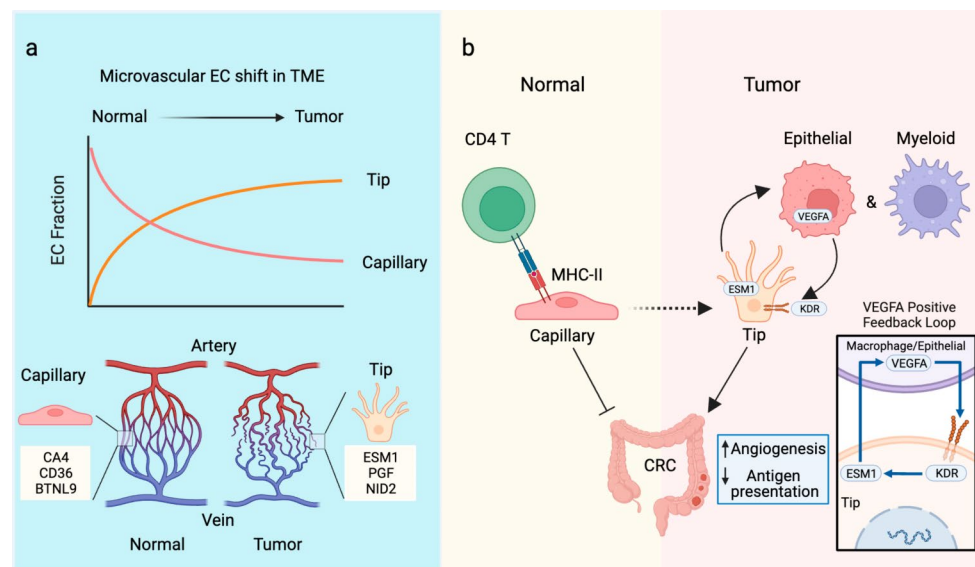 a
Microvascular EC shift in TME
Normal
Tumor
EC Fraction
Tip
Capillary
Artery
Capillary
Tip
CA4
CD36
BTNL9
ESM1
PGF
NID2
Vein
Normal
Tumor
b
Normal
Tumor
CD4 T
Epithelial
Myeloid
VEGFA
&
MHC-II
ESM1
KDR
Capillary
Tip
CRC
Angiogenesis
Antigen
presentation
VEGFA Positive
Feedback Loop
Macrophage/Epithelial
VEGFA
ESM1
KDR
Tip